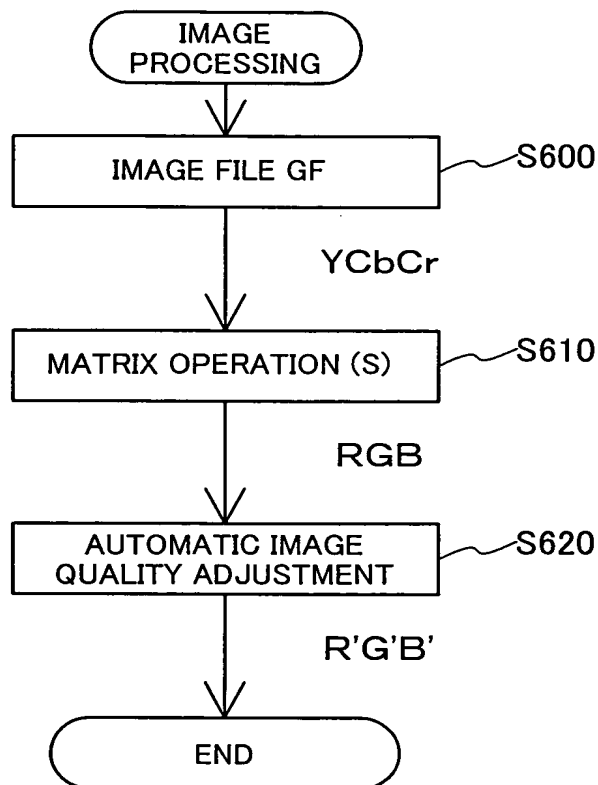 IMAGE
PROCESSING
IMAGE FILE GF
S600
YCbCr
MATRIX OPERATION (S)
S610
RGB
AUTOMATIC IMAGE
QUALITY ADJUSTMENT
S620
R'G'B'
END